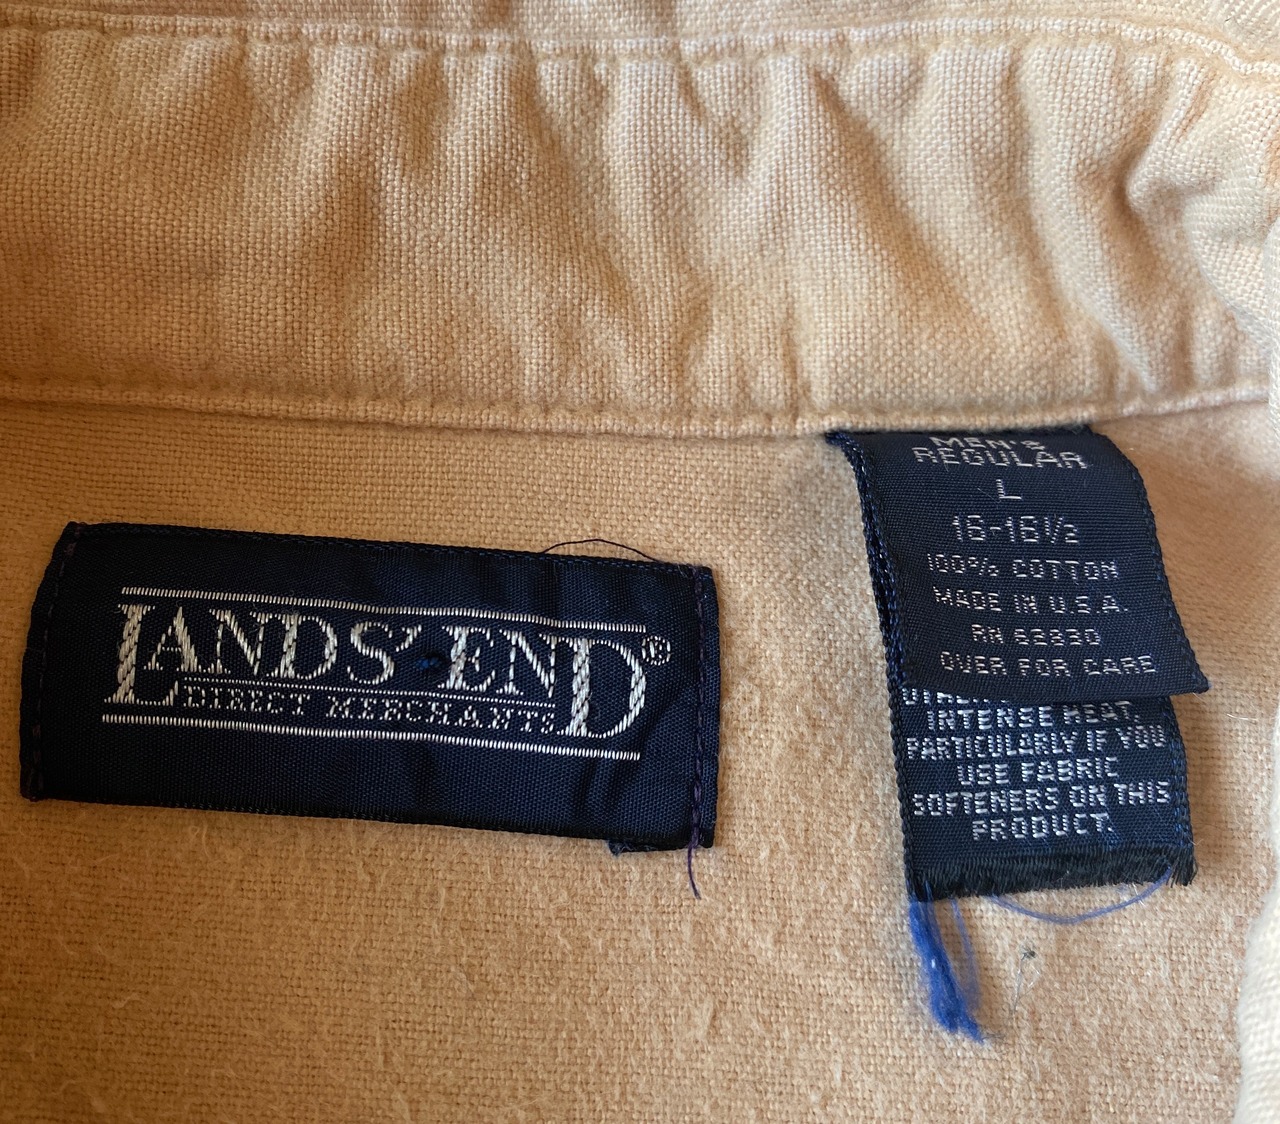 LANDS' END®
DIRECT MERCHANTS
MEN'S
REGULAR
L
16-16½
100% COTTON
MADE IN U.S.A.
RN 63330
OVER FOR CARE
INTENSE HEAT,
PARTICULARLY IF YOU
USE FABRIC
SOFTENERS ON THIS
PRODUCT.